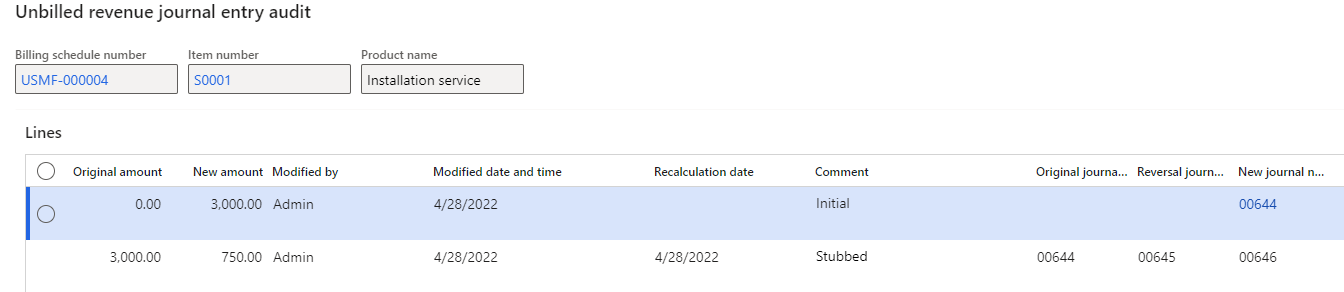 Unbilled revenue journal entry audit
Billing schedule number Item number Product name
USMF-000004 S0001 Installation service
Lines
Original amount New amount Modified by Modified date and time Recalculation date Comment Original journa... Reversal journ... New journal n...
0.00 3,000.00 Admin 4/28/2022 Initial 00644
3,000.00 750.00 Admin 4/28/2022 4/28/2022 Stubbed 00644 00645 00646